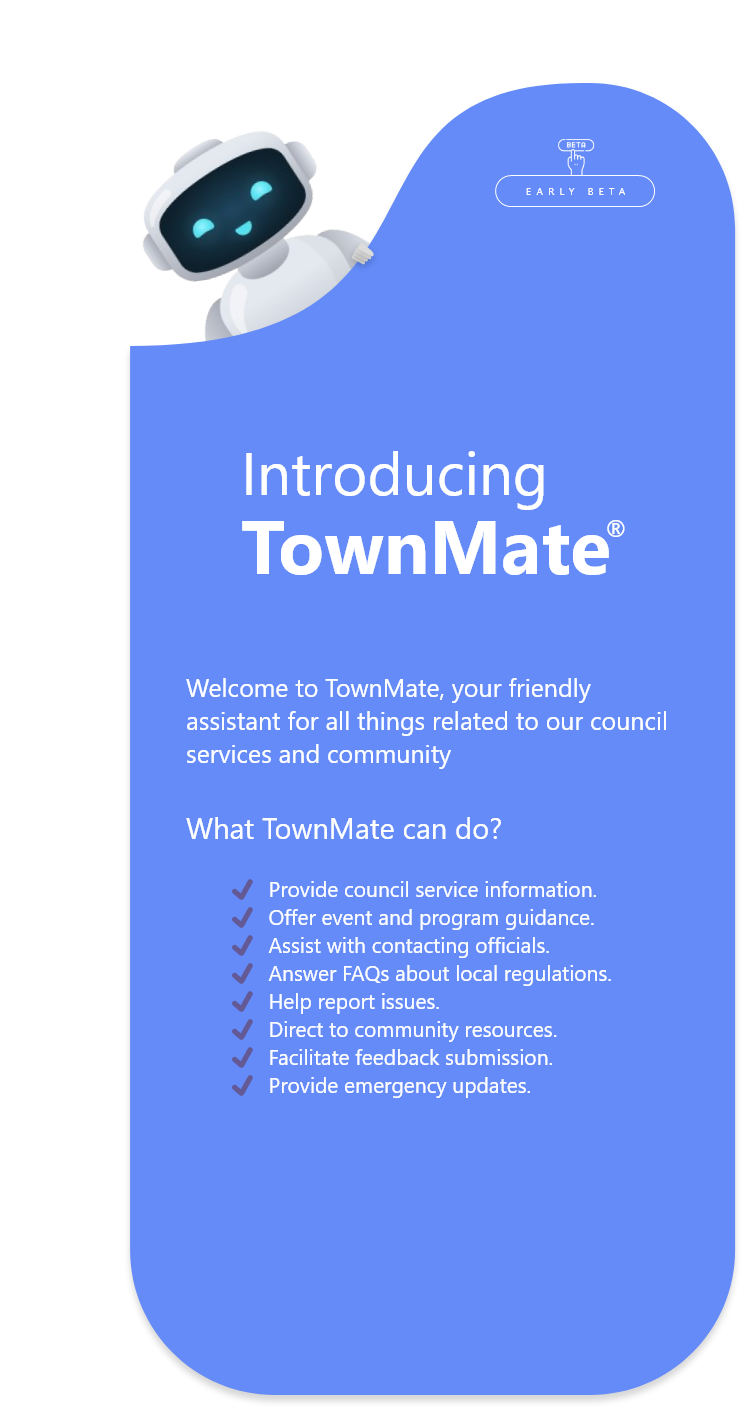 BETA
EARLY BETA
Introducing
TownMate®
Welcome to TownMate, your friendly
assistant for all things related to our council
services and community
What TownMate can do?
Provide council service information.
Offer event and program guidance.
Assist with contacting officials.
Answer FAQs about local regulations.
Help report issues.
Direct to community resources.
Facilitate feedback submission.
Provide emergency updates.